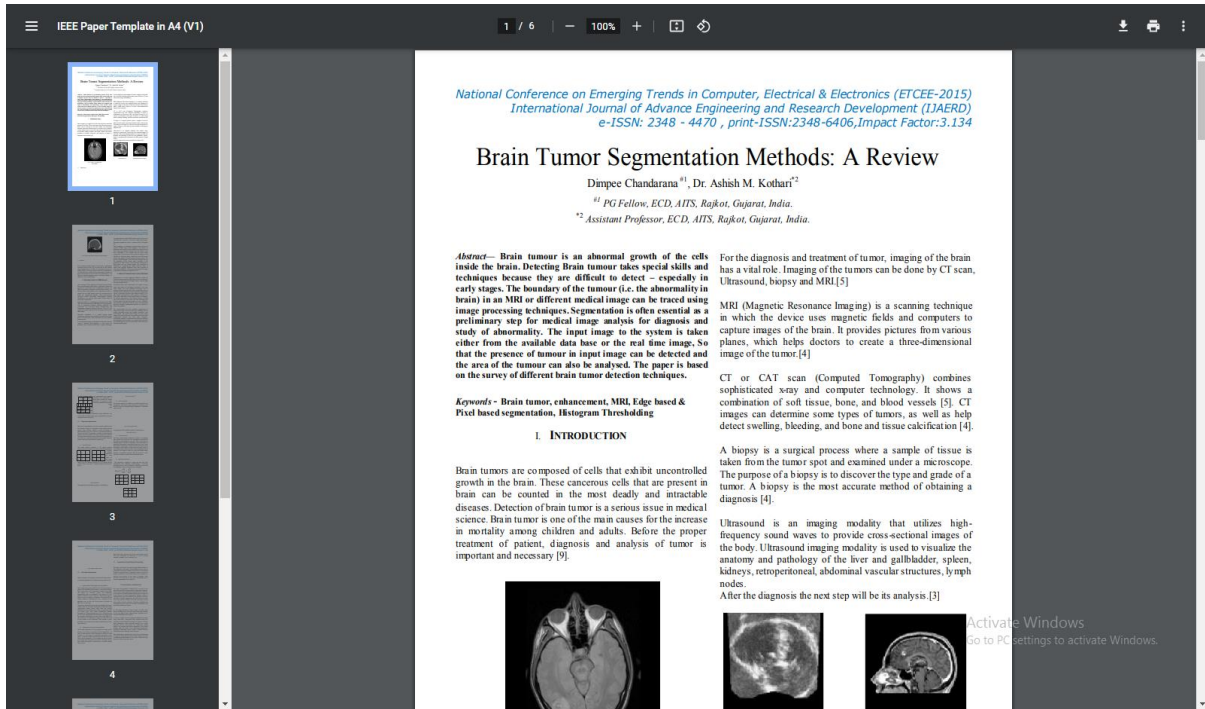 IEEE Paper Template in A4 (V1)
1 / 6
100%
1
2
3
4
National Conference on Emerging Trends in Computer, Electrical & Electronics (ETCEE-2015)
International Journal of Advance Engineering and Research Development (IJAERD)
e-ISSN: 2348 - 4470 , print-ISSN:2348-6406,Impact Factor:3.134
Brain Tumor Segmentation Methods: A Review
Dimpee Chandarana #1, Dr. Ashish M. Kothari*2
#1 PG Fellow, ECD, AITS, Rajkot, Gujarat, India.
*2 Assistant Professor, ECD, AITS, Rajkot, Gujarat, India.
Abstract— Brain tumour is an abnormal growth of the cells
inside the brain. Detecting Brain tumour takes special skills and
techniques because they are difficult to detect – especially in
early stages. The boundary of the tumour (i.e. the abnormality in
brain) in an MRI or different medical image can be traced using
image processing techniques. Segmentation is often essential as a
preliminary step for medical image analysis for diagnosis and
study of abnormality. The input image to the system is taken
either from the available data base or the real time image, So
that the presence of tumour in input image can be detected and
the area of the tumour can also be analysed. The paper is based
on the survey of different brain tumor detection techniques.
Keywords - Brain tumor, enhancement, MRI, Edge based &
Pixel based segmentation, Histogram Thresholding
I. INTRODUCTION
Brain tumors are composed of cells that exhibit uncontrolled
growth in the brain. These cancerous cells that are present in
brain can be counted in the most deadly and intractable
diseases. Detection of brain tumor is a serious issue in medical
science. Brain tumor is one of the main causes for the increase
in mortality among children and adults. Before the proper
treatment of patient, diagnosis and analysis of tumor is
important and necessary [9].
For the diagnosis and treatment of tumor, imaging of the brain
has a vital role. Imaging of the tumors can be done by CT scan,
Ultrasound, biopsy and MRI.[5]
MRI (Magnetic Resonance Imaging) is a scanning technique
in which the device uses magnetic fields and computers to
capture images of the brain. It provides pictures from various
planes, which helps doctors to create a three-dimensional
image of the tumor.[4]
CT or CAT scan (Computed Tomography) combines
sophisticated x-ray and computer technology. It shows a
combination of soft tissue, bone, and blood vessels [5]. CT
images can determine some types of tumors, as well as help
detect swelling, bleeding, and bone and tissue calcification [4].
A biopsy is a surgical process where a sample of tissue is
taken from the tumor spot and examined under a microscope.
The purpose of a biopsy is to discover the type and grade of a
tumor. A biopsy is the most accurate method of obtaining a
diagnosis [4].
Ultrasound is an imaging modality that utilizes high-
frequency sound waves to provide cross-sectional images of
the body. Ultrasound imaging modality is used to visualize the
anatomy and pathology of the liver and gallbladder, spleen,
kidneys, retroperitoneal, abdominal vascular structures, lymph
nodes.
After the diagnosis the next step will be its analysis.[3]
Activate Windows
Go to PC settings to activate Windows.